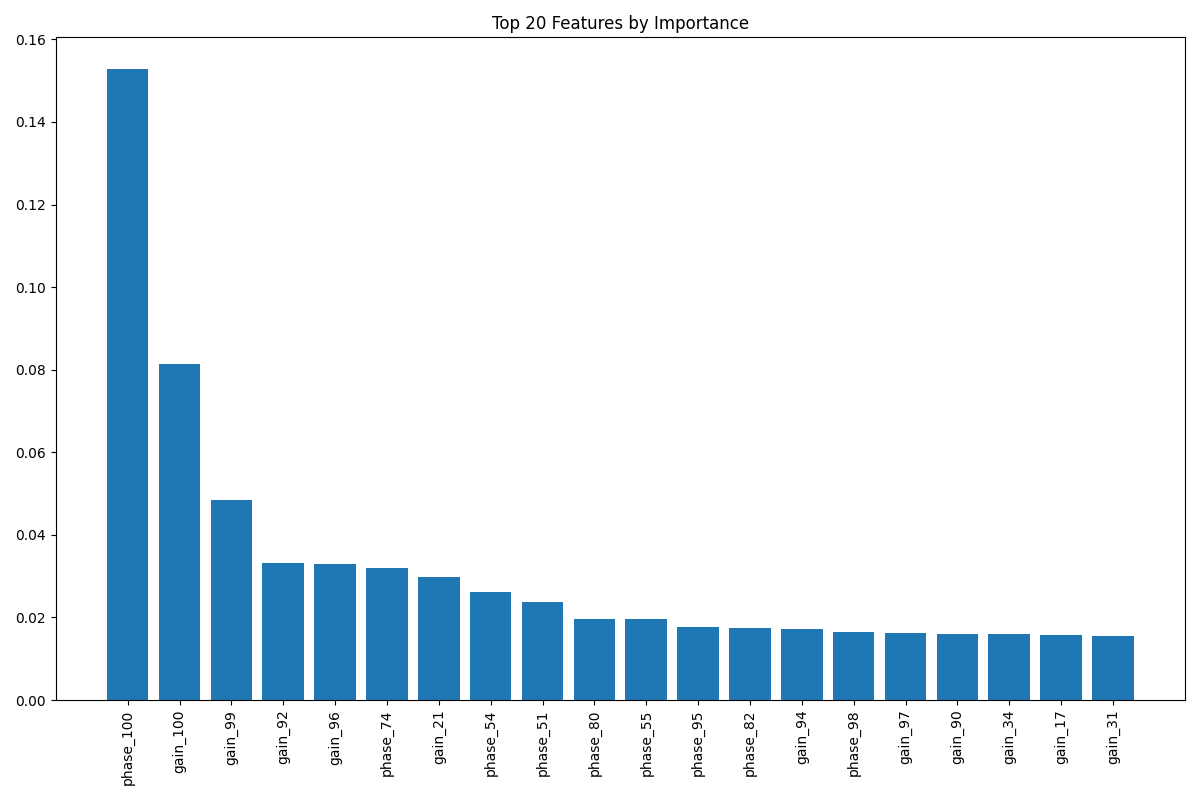 Top 20 Features by Importance
0.16
0.14
0.12
0.10
0.08
0.06
0.04
0.02
0.00
phase_100
gain_100
gain_99
gain_92
gain_96
phase_74
gain_21
phase_54
phase_51
phase_80
phase_55
phase_95
phase_82
gain_94
phase_98
gain_97
gain_90
gain_34
gain_17
gain_31